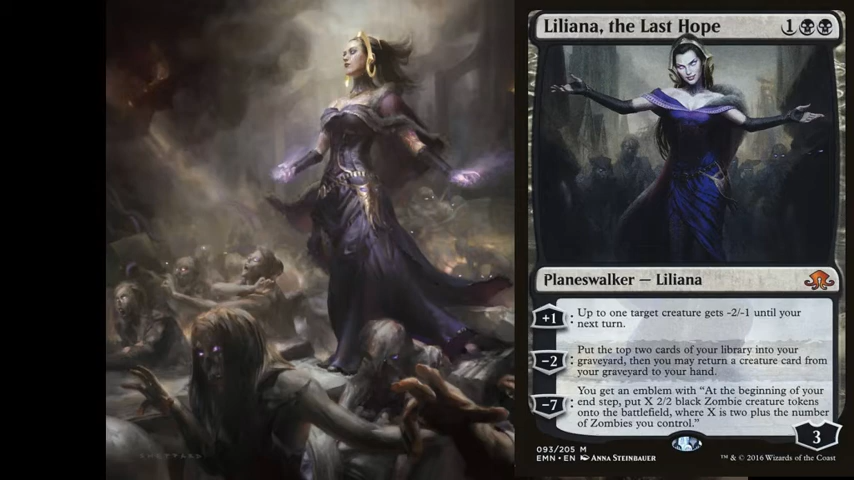 Liliana, the Last Hope 1
Planeswalker — Liliana
+1 : Up to one target creature gets -2/-1 until your
next turn.
Put the top two cards of your library into your
-2 : graveyard, then you may return a creature card from
your graveyard to your hand.
You get an emblem with “At the beginning of your
-7 : end step, put X 2/2 black Zombie creature tokens
onto the battlefield, where X is two plus the number
of Zombies you control.”
3
093/205 M
EMN • EN Anna Steinbauer ™ & © 2016 Wizards of the Coast